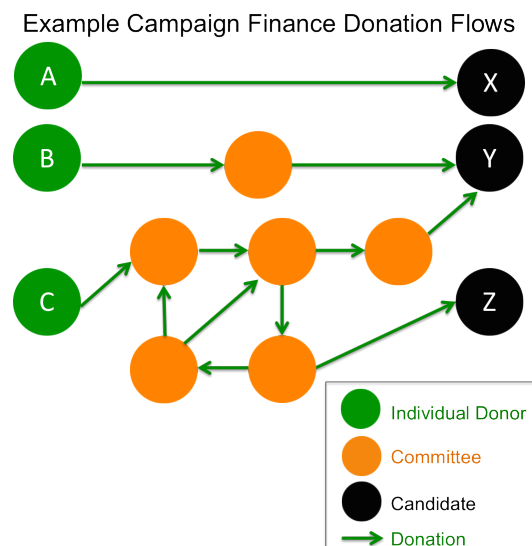 Example Campaign Finance Donation Flows
A
X
B
Y
C
Z
Individual Donor
Committee
Candidate
Donation